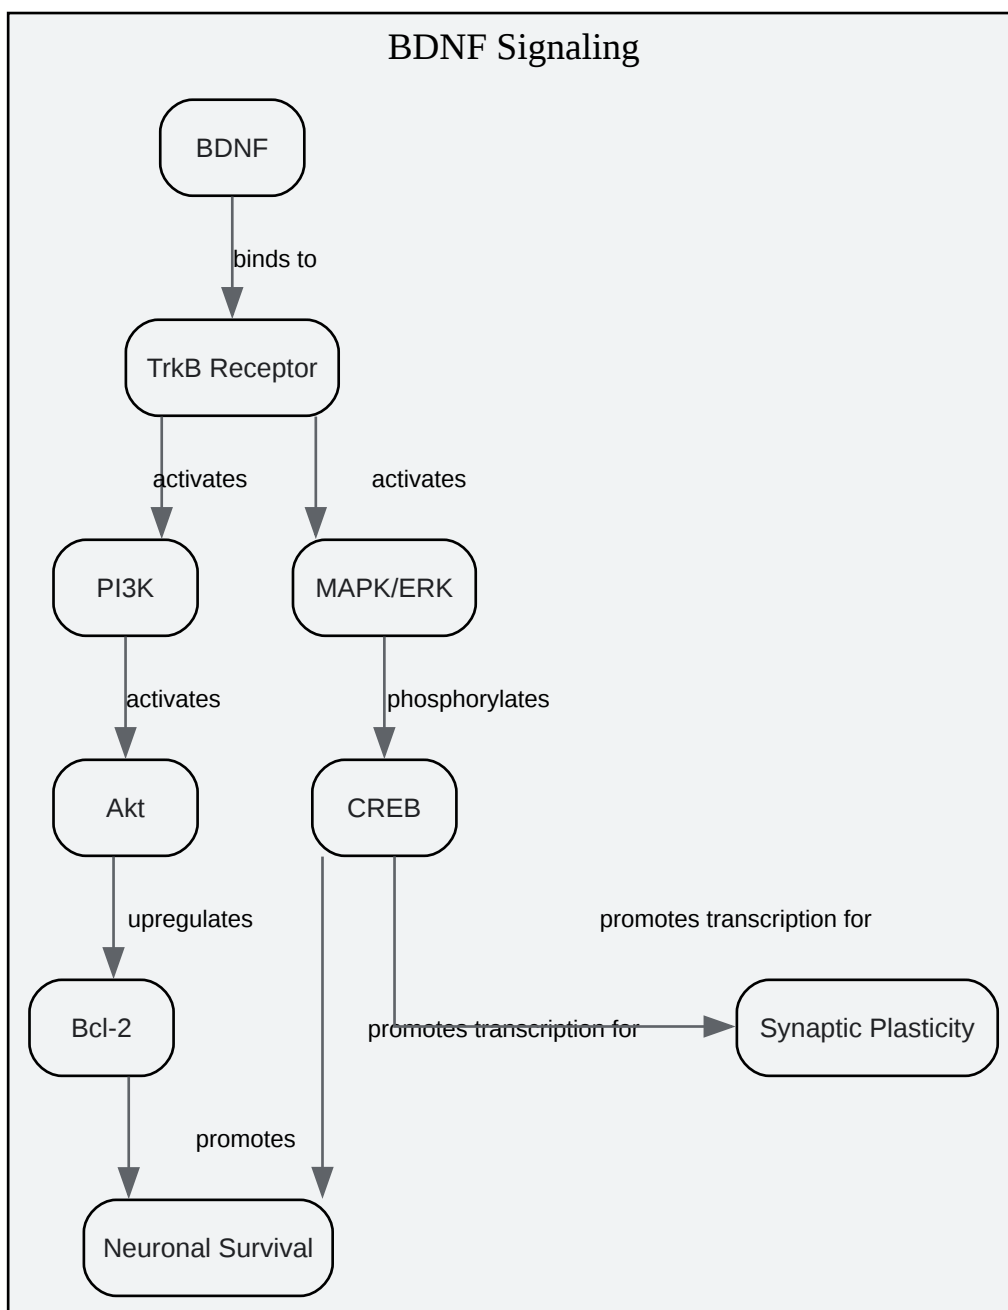 BDNF Signaling
BDNF
binds to
TrkB Receptor
activates
activates
PI3K
MAPK/ERK
activates
phosphorylates
Akt
CREB
upregulates
promotes transcription for
Bcl-2
promotes transcription for
Synaptic Plasticity
promotes
Neuronal Survival